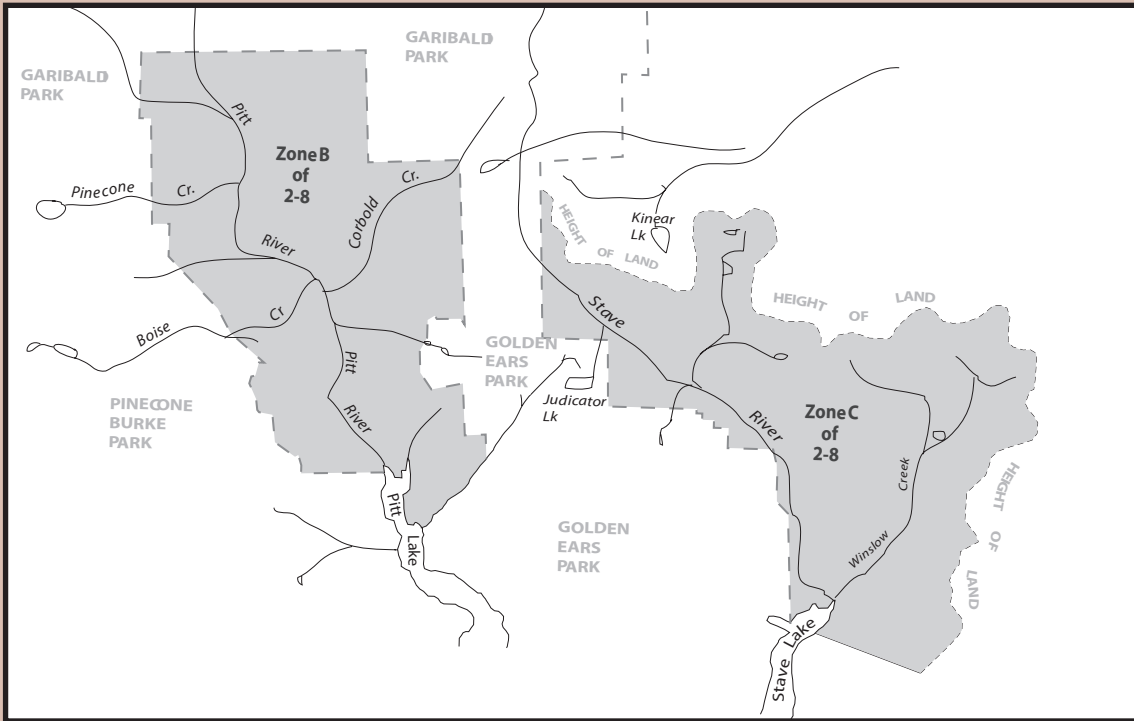 GARIBALD
PARK
GARIBALD
PARK
Pitt
Zone B
of
2-8
Pinecone
Cr.
Cr.
Corbold
River
Boise
Cr
Pitt
River
PINECONE
BURKE
PARK
GOLDEN
EARS
PARK
Judicator
Lk
Kinear
Lk
HEIGHT
OF
LAND
Stave
HEIGHT
OF
LAND
River
Zone C
of
2-8
Creek
Winslow
HEIGHT
OF
LAND
GOLDEN
EARS
PARK
Pitt
Lake
Stave Lake